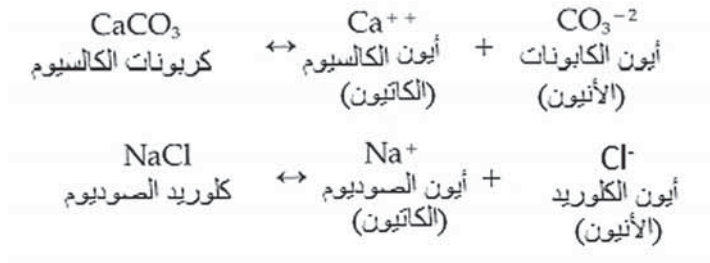 CaCO₃ ↔ Ca⁺⁺ + CO₃⁻²
كربونات الكالسيوم أيون الكالسيوم أيون الكابونات
(الكاتيون) (الأنيون)
NaCl ↔ Na⁺ + Cl⁻
كلوريد الصوديوم أيون الصوديوم أيون الكلوريد
(الكاتيون) (الأنيون)